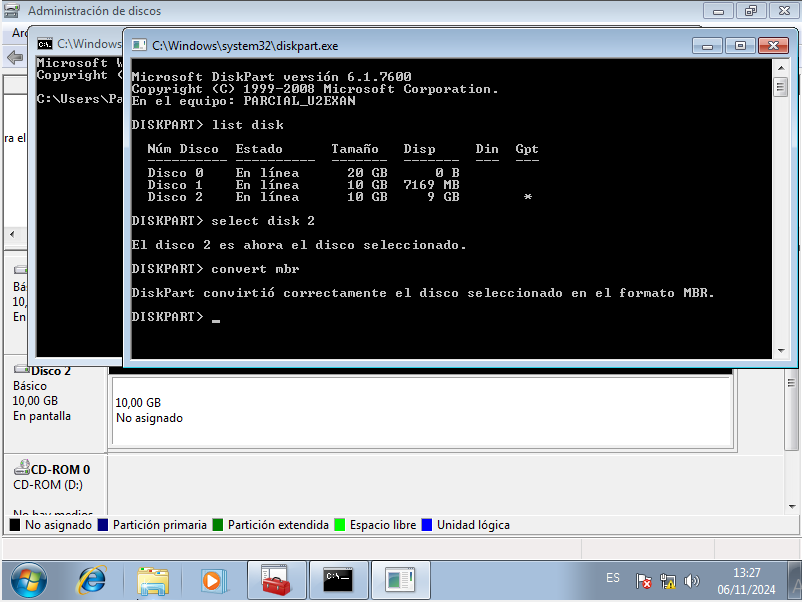 Administración de discos
Arc
C:\Windows
C:\Windows\system32\diskpart.exe
Microsoft W
Copyright (
C:\Users\Pa
Microsoft DiskPart versión 6.1.7600
Copyright (C) 1999-2008 Microsoft Corporation.
En el equipo: PARCIAL_U2EXAN
DISKPART> list disk
Núm Disco  Estado      Tamaño   Disp     Din  Gpt
---------- ---------- ------- ------- --- ---
Disco 0    En línea        20 GB      0 B
Disco 1    En línea        10 GB  7169 MB
Disco 2    En línea        10 GB     9 GB        *
DISKPART> select disk 2
El disco 2 es ahora el disco seleccionado.
DISKPART> convert mbr
DiskPart convirtió correctamente el disco seleccionado en el formato MBR.
DISKPART> _
ra el
Bá
10,
En
Disco 2
Básico
10,00 GB
En pantalla
10,00 GB
No asignado
CD-ROM 0
CD-ROM (D:)
No hay medios
No asignado Partición primaria Partición extendida Espacio libre Unidad lógica
ES
13:27
06/11/2024